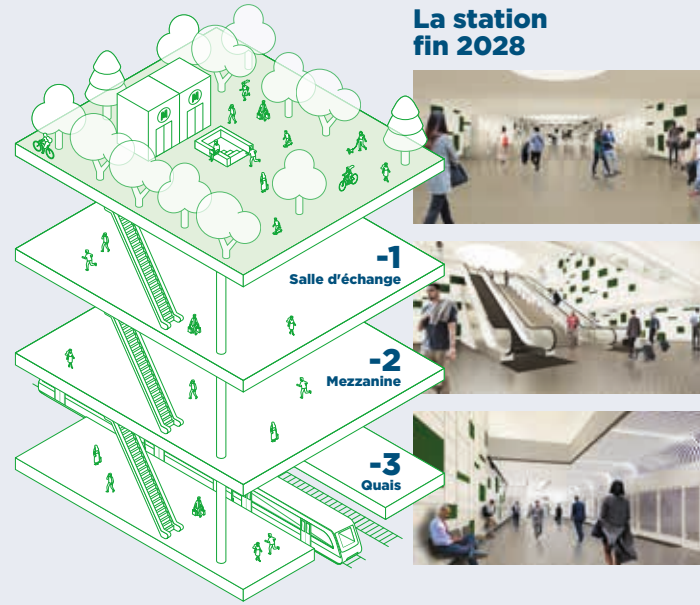 La station
fin 2028
-1
Salle d'échange
-2
Mezzanine
-3
Quais